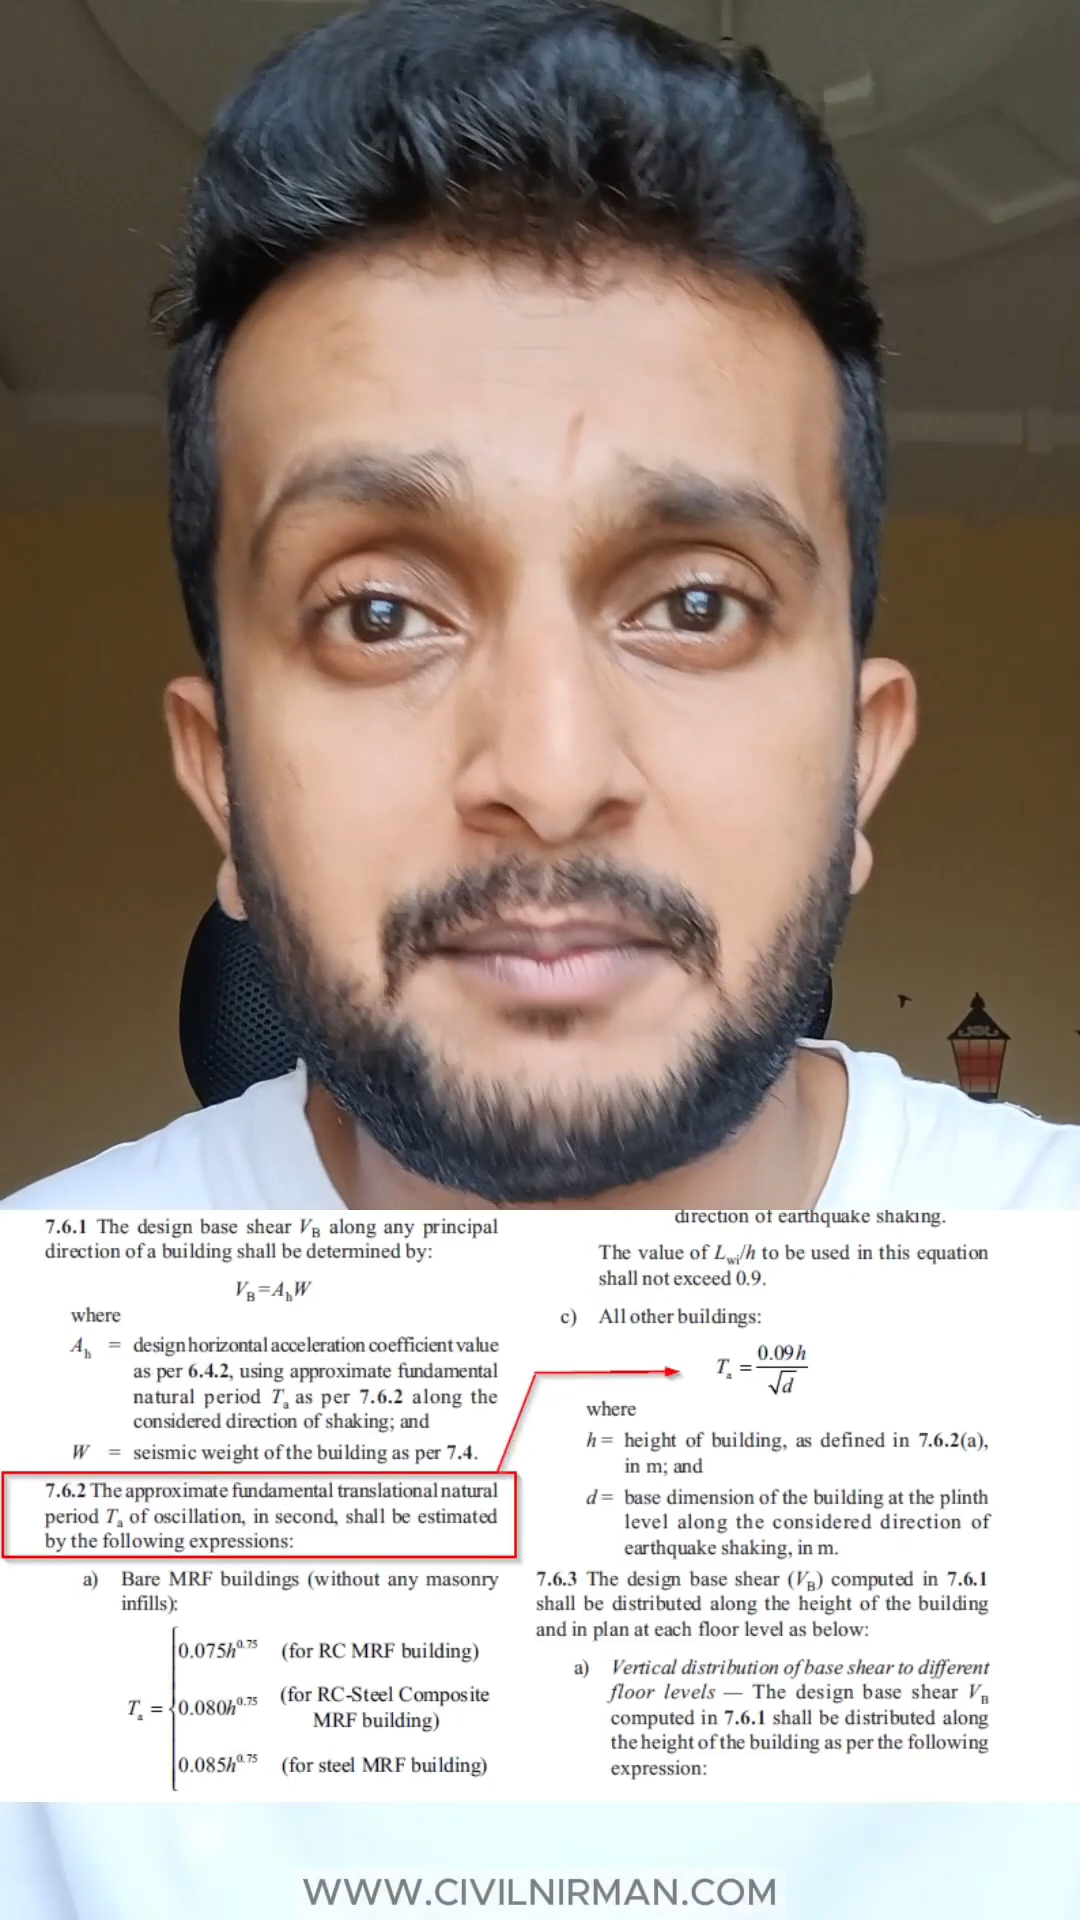 7.6.1 The design base shear V_B along any principal
direction of a building shall be determined by:
V_B=A_hW
where
A_h = design horizontal acceleration coefficient value
as per 6.4.2, using approximate fundamental
natural period T_a as per 7.6.2 along the
considered direction of shaking; and
W = seismic weight of the building as per 7.4.
7.6.2 The approximate fundamental translational natural
period T_a of oscillation, in second, shall be estimated
by the following expressions:
a) Bare MRF buildings (without any masonry
infills):
0.075h^0.75 (for RC MRF building)
T_a = 0.080h^0.75 (for RC-Steel Composite
MRF building)
0.085h^0.75 (for steel MRF building)
direction of earthquake shaking.
The value of L_wi/h to be used in this equation
shall not exceed 0.9.
c) All other buildings:
T_a = 0.09h/√d
where
h = height of building, as defined in 7.6.2(a),
in m; and
d = base dimension of the building at the plinth
level along the considered direction of
earthquake shaking, in m.
7.6.3 The design base shear (V_B) computed in 7.6.1
shall be distributed along the height of the building
and in plan at each floor level as below:
a) Vertical distribution of base shear to different
floor levels — The design base shear V_B
computed in 7.6.1 shall be distributed along
the height of the building as per the following
expression:
WWW.CIVILNIRMAN.COM